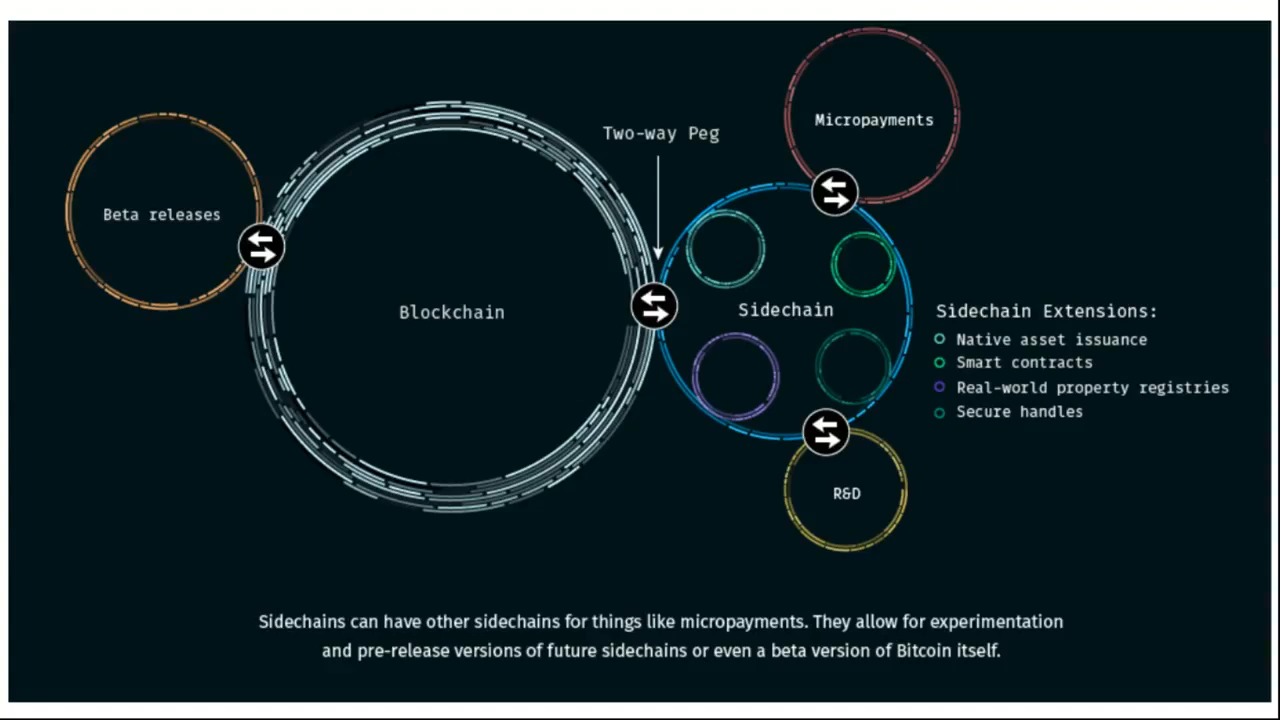 Micropayments
Two-way Peg
Beta releases
Blockchain
Sidechain
Sidechain Extensions:
Native asset issuance
Smart contracts
Real-world property registries
Secure handles
R&D
Sidechains can have other sidechains for things like micropayments. They allow for experimentation
and pre-release versions of future sidechains or even a beta version of Bitcoin itself.